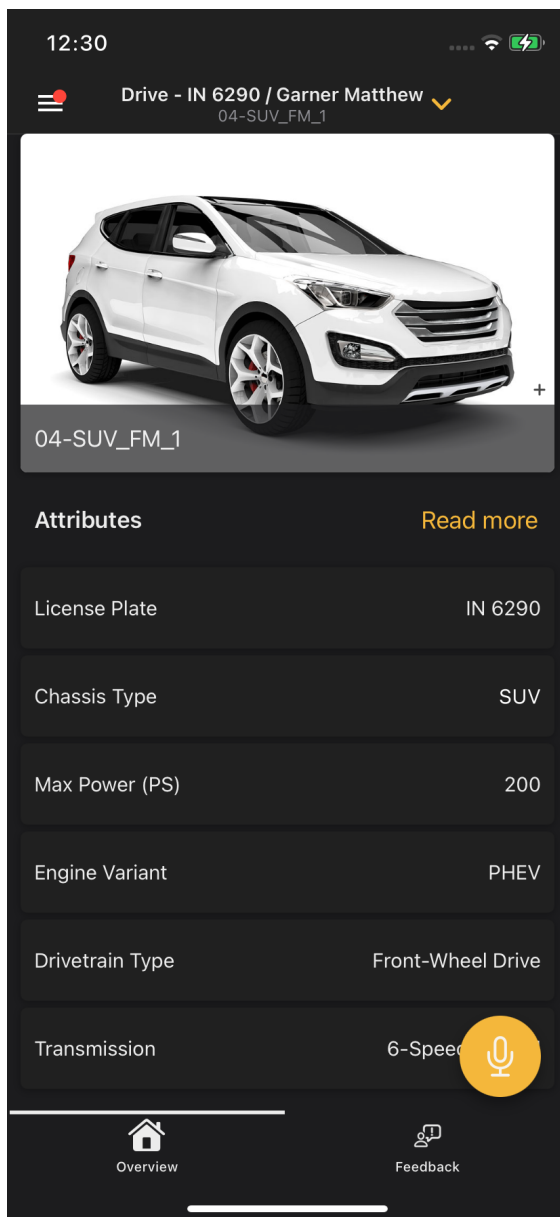 12:30
Drive - IN 6290 / Garner Matthew
04-SUV_FM_1
04-SUV_FM_1
Attributes Read more
License Plate IN 6290
Chassis Type SUV
Max Power (PS) 200
Engine Variant PHEV
Drivetrain Type Front-Wheel Drive
Transmission 6-Speed
Overview Feedback